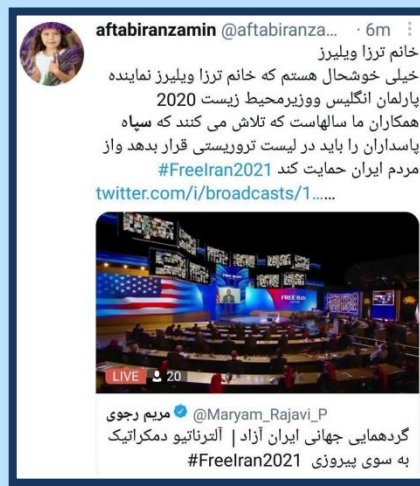 aftabiranzamin @aftabiranza... · 6m
خانم ترزا ویلیرز
خیلی خوشحال هستم که خانم ترزا ویلیرز نماینده
پارلمان انگلیس ووزیرمحیط زیست 2020
همکاران ما سالهاست که تلاش می کنند که سپاه
پاسداران را باید در لیست تروریستی قرار بدهد واز
مردم ایران حمایت کند #FreeIran2021
twitter.com/i/broadcasts/1......
FREE IRAN
LIVE 20
مریم رجوی @Maryam_Rajavi_P
گردهمایی جهانی ایران آزاد | آلترناتیو دمکراتیک
به سوی پیروزی #FreeIran2021